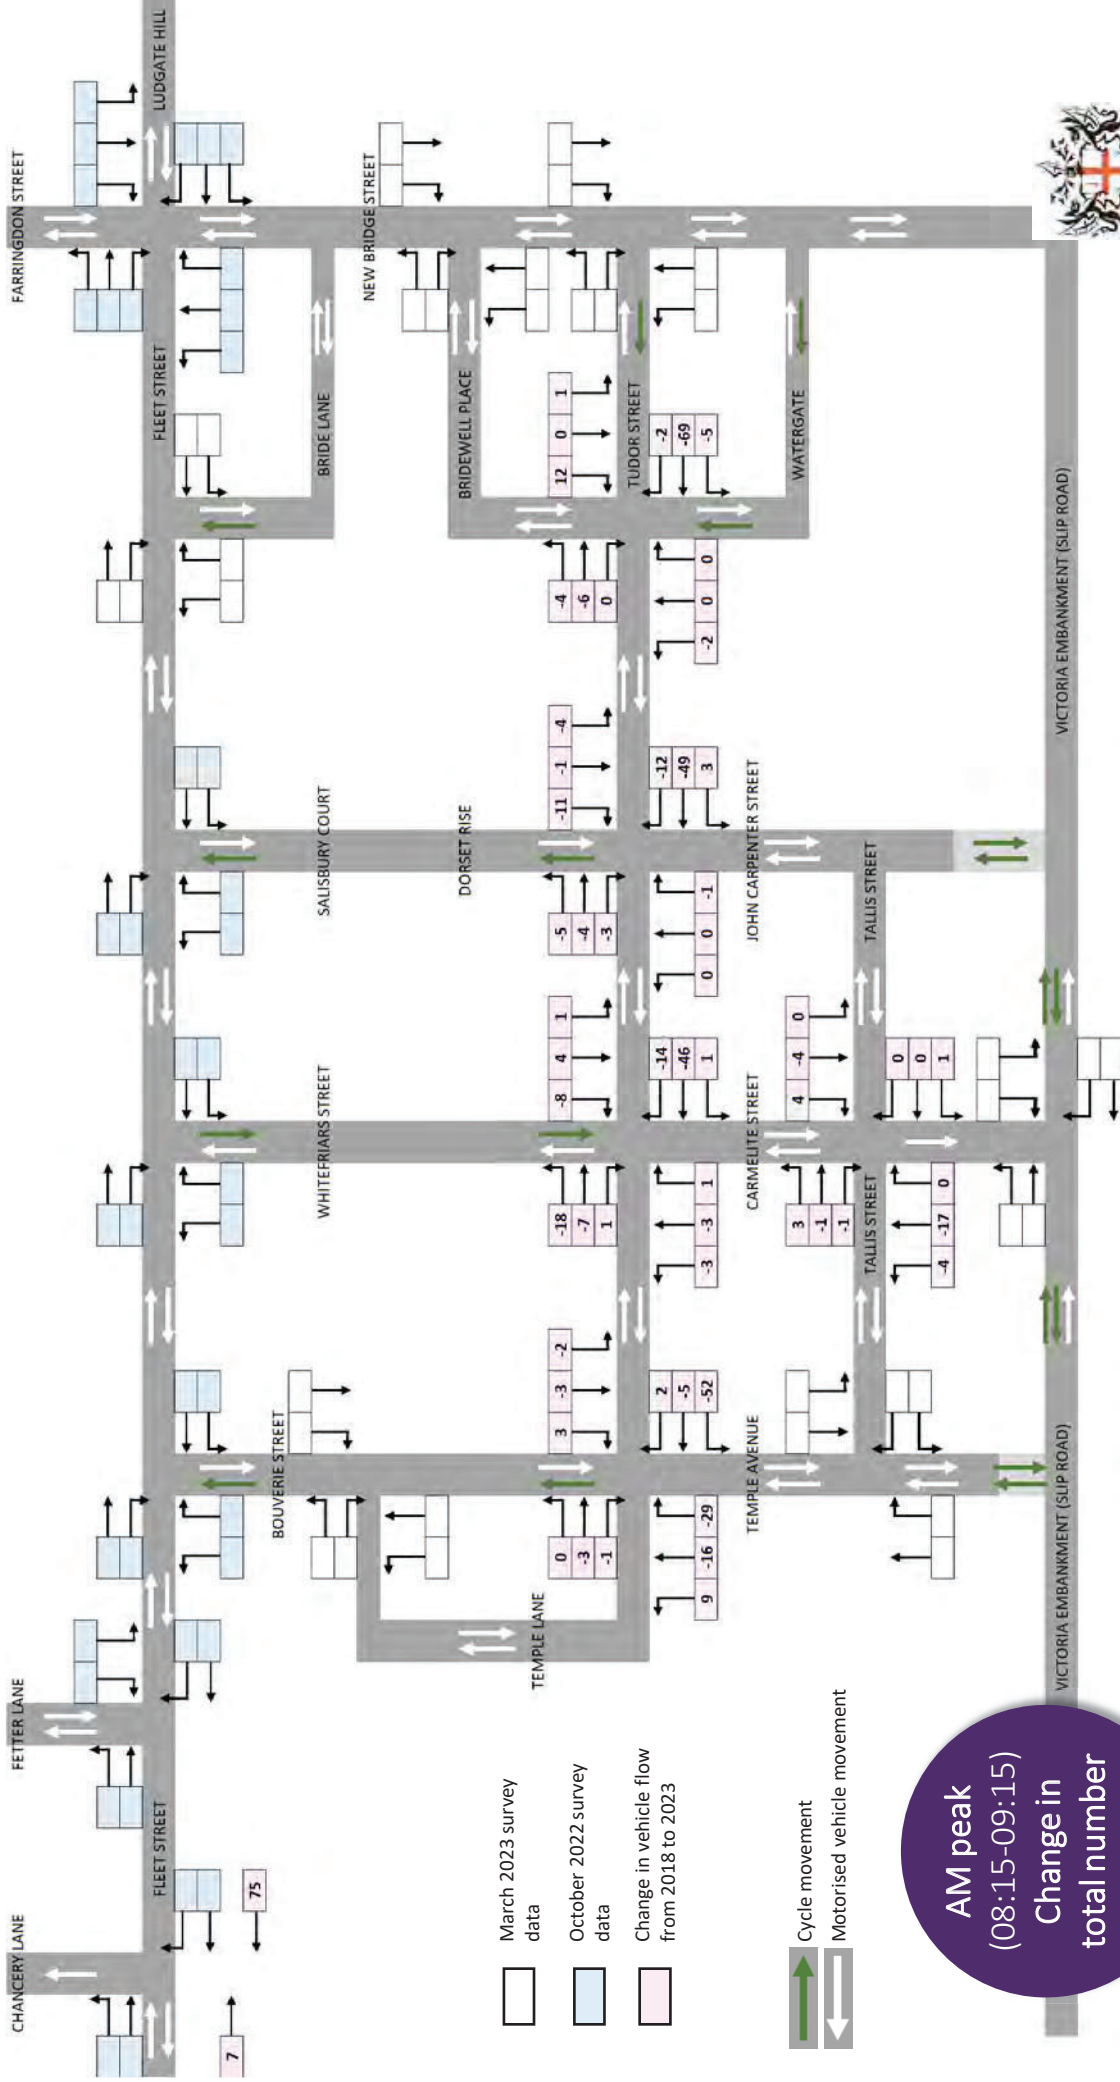 CHANCERY LANE
FETTER LANE
FARRINGDON STREET
FLEET STREET
FLEET STREET
LUDGATE HILL
7
75
BOUVERIE STREET
WHITEFRIARS STREET
SALISBURY COURT
BRIDE LANE
NEW BRIDGE STREET
DORSET RISE
BRIDEWELL PLACE
TEMPLE LANE
0
-3
-1
3 -3 -2
-18
-7
1
-8 4 1
-5
-4
-3
-11 -1 -4
-4
-6
0
12 0 1
TUDOR STREET
9 -16 -29
2
-5
-52
-3 -3 1
-14
-46
1
0 0 -1
-12
-49
3
-2 0 0
-2
-69
-5
TEMPLE AVENUE
CARMELITE STREET
JOHN CARPENTER STREET
WATERGATE
3
-1
-1
4 -4 0
TALLIS STREET
TALLIS STREET
-4 -17 0
0
0
1
VICTORIA EMBANKMENT (SLIP ROAD)
VICTORIA EMBANKMENT (SLIP ROAD)
March 2023 survey
data
October 2022 survey
data
Change in vehicle flow
from 2018 to 2023
Cycle movement
Motorised vehicle movement
AM peak
(08:15-09:15)
Change in
total number